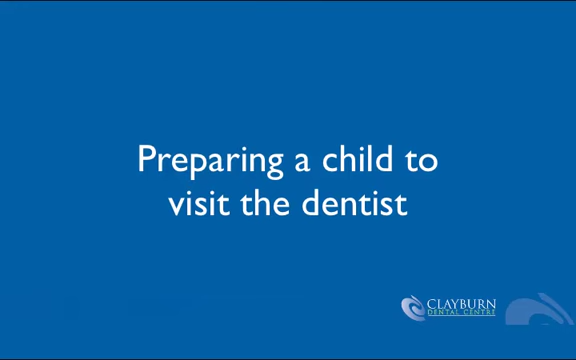 Preparing a child to
visit the dentist
CLAYBURN
DENTAL CENTRE